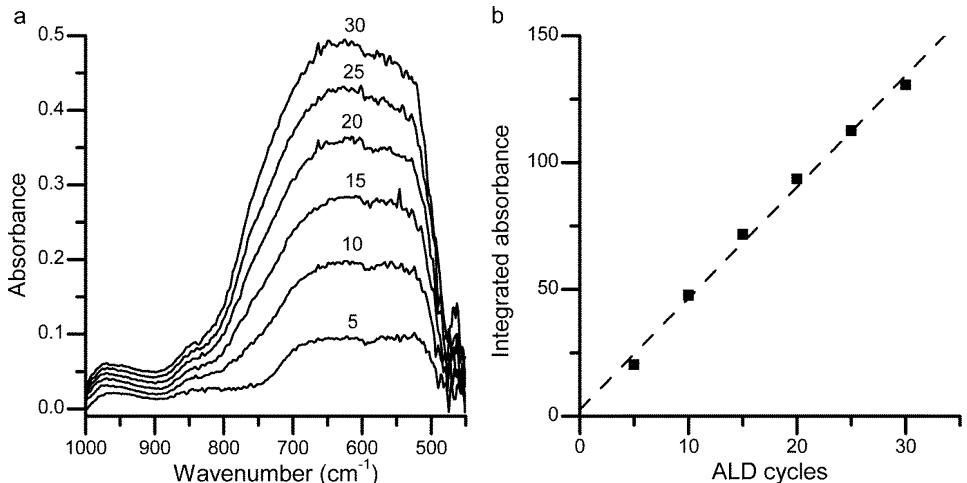 a
0.5
0.4
0.3
0.2
0.1
0.0
Absorbance
30
25
20
15
10
5
1000 900 800 700 600 500
Wavenumber (cm⁻¹)
b
150
100
50
0
Integrated absorbance
0 10 20 30
ALD cycles